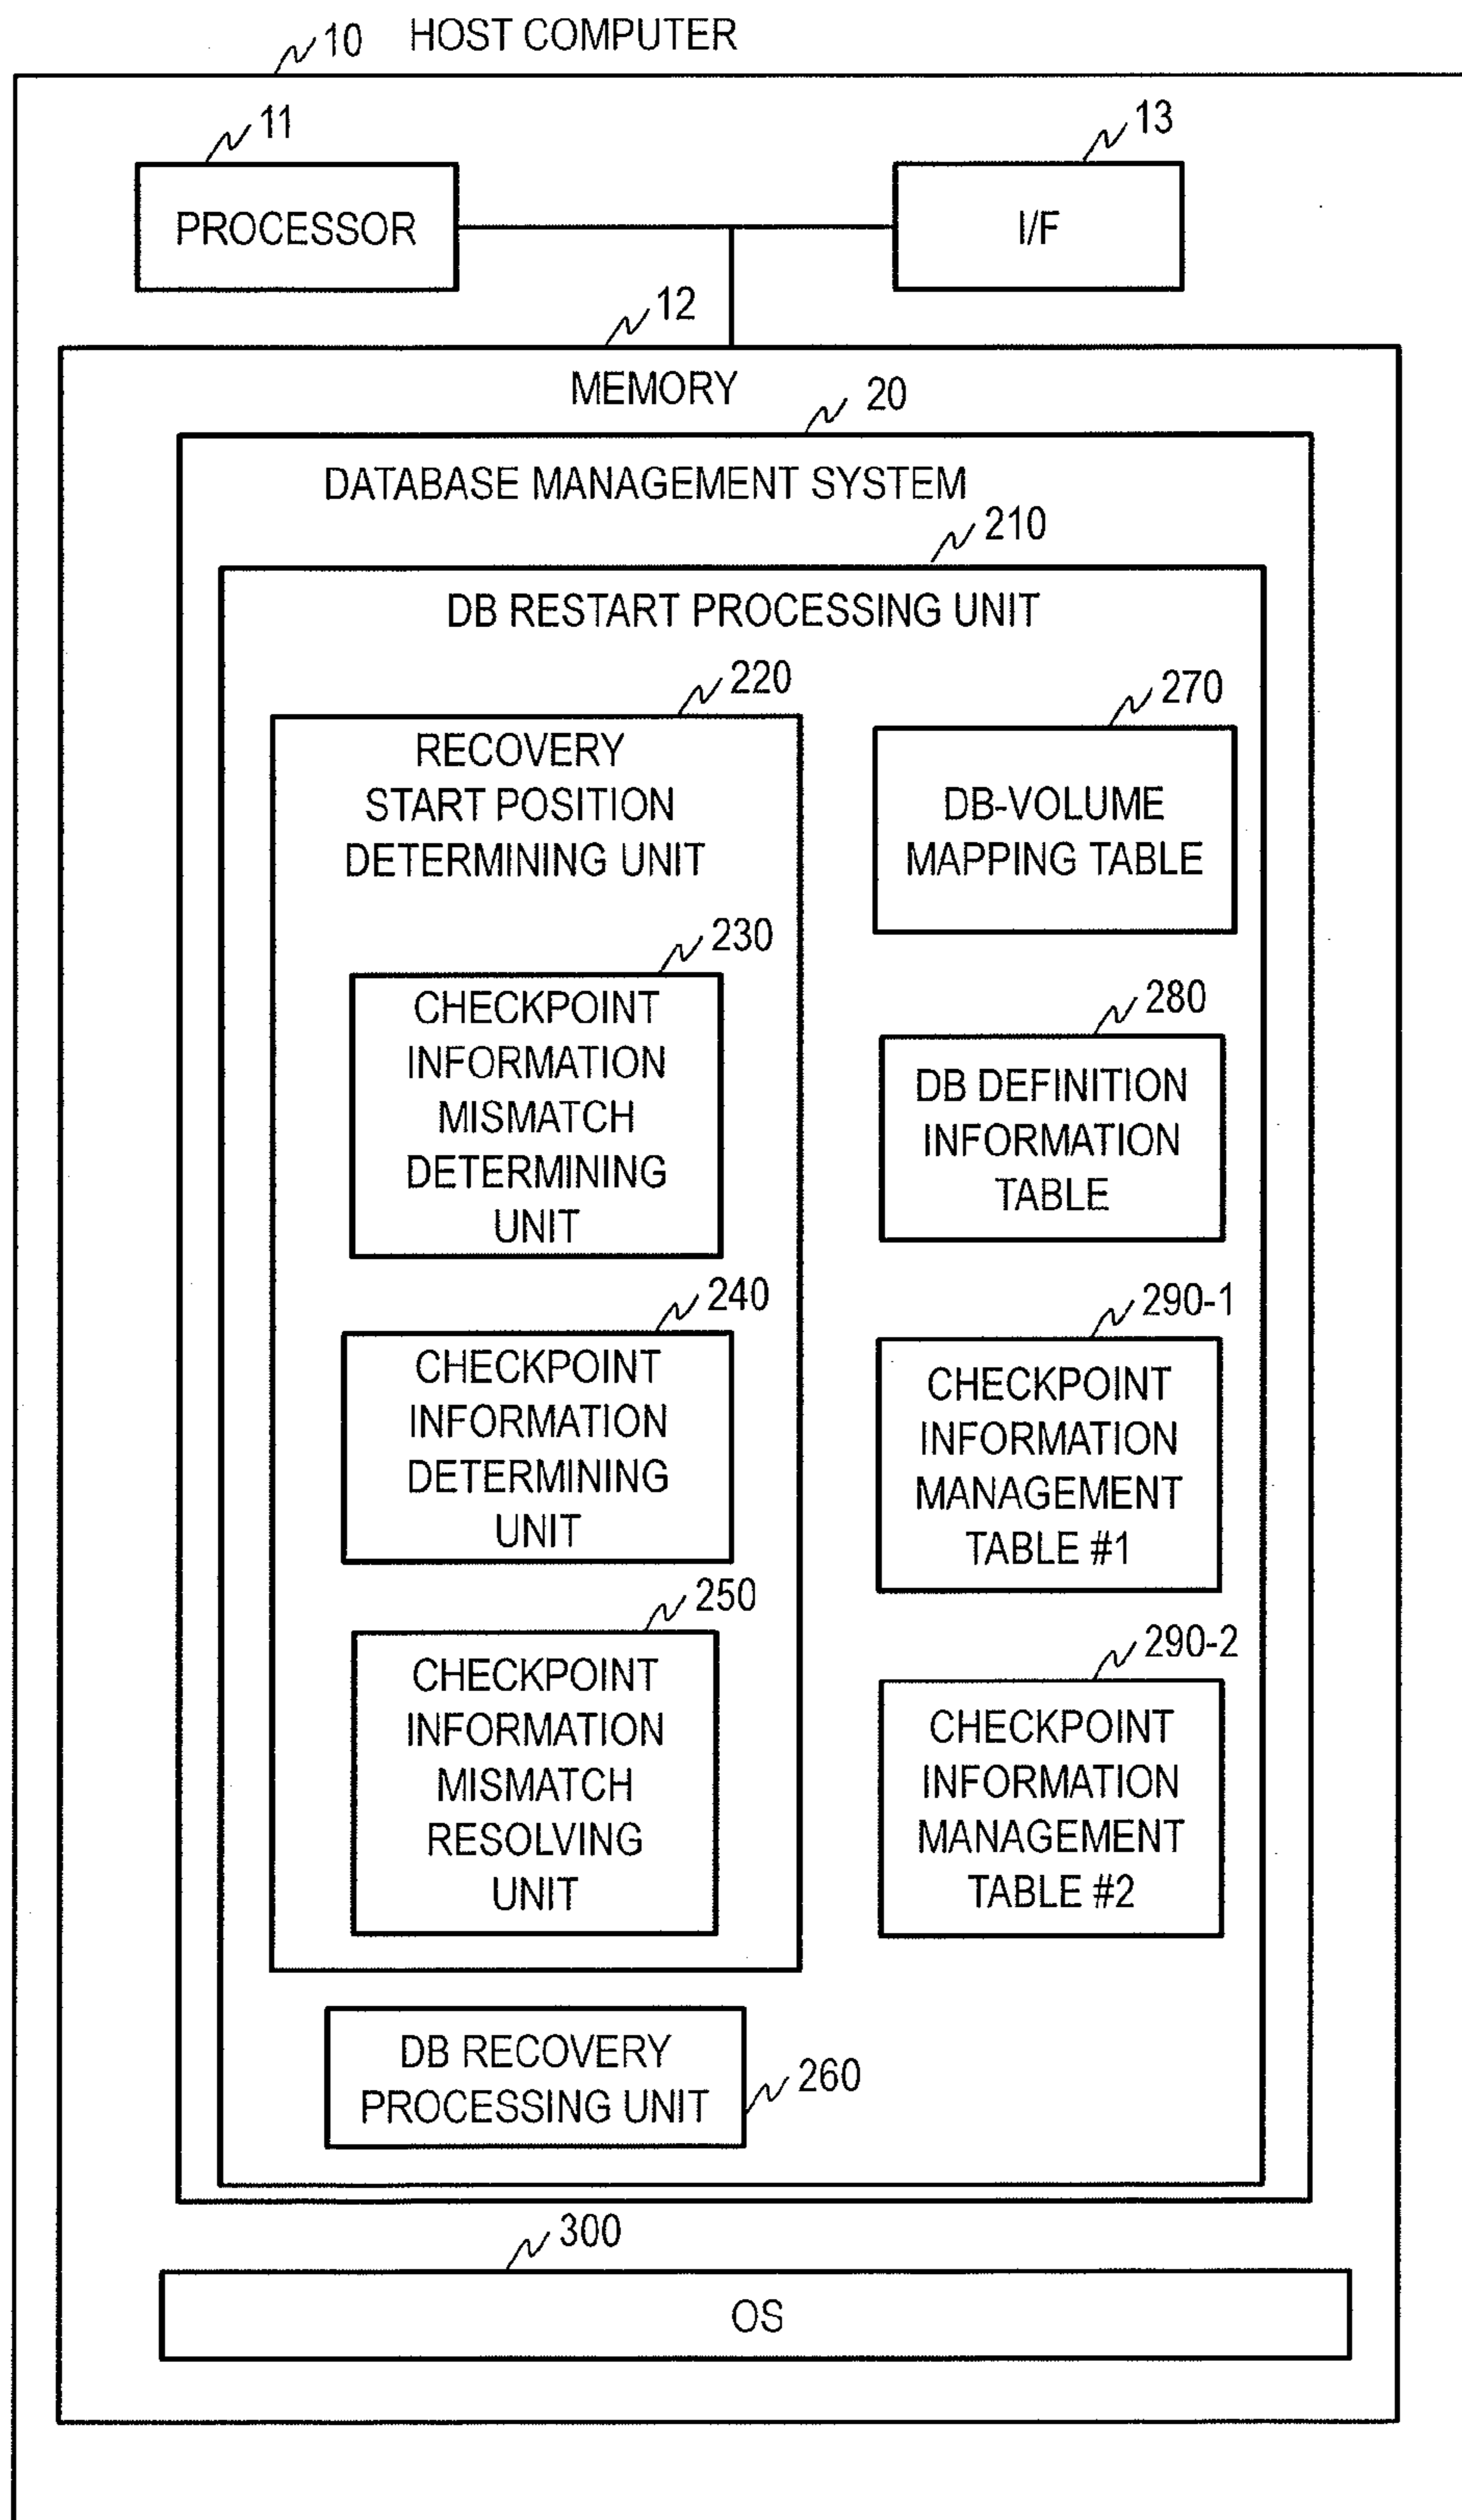 10 HOST COMPUTER
11
13
PROCESSOR
I/F
12
MEMORY
20
DATABASE MANAGEMENT SYSTEM
210
DB RESTART PROCESSING UNIT
220
RECOVERY
START POSITION
DETERMINING UNIT
230
CHECKPOINT
INFORMATION
MISMATCH
DETERMINING
UNIT
240
CHECKPOINT
INFORMATION
DETERMINING
UNIT
250
CHECKPOINT
INFORMATION
MISMATCH
RESOLVING
UNIT
270
DB-VOLUME
MAPPING TABLE
280
DB DEFINITION
INFORMATION
TABLE
290-1
CHECKPOINT
INFORMATION
MANAGEMENT
TABLE #1
290-2
CHECKPOINT
INFORMATION
MANAGEMENT
TABLE #2
DB RECOVERY
PROCESSING UNIT
260
300
OS